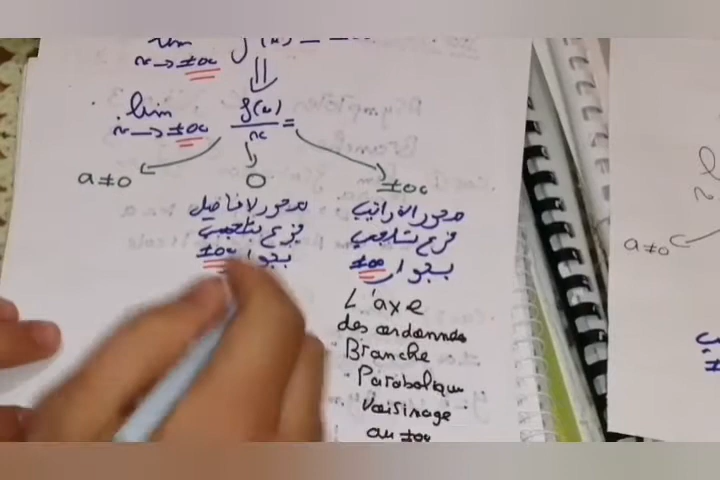 lim f(x) = ±∞
x→±∞
lim f(x)/x =
x→±∞
a≠0 0 ±∞
محور الأفاصيل
فرع شلجمي
بجوار ±∞
محور الأراتيب
فرع شلجمي
بجوار ±∞
L'axe
des ordonnées
Branche
Parabolique
Voisinage
au ±∞
a≠0